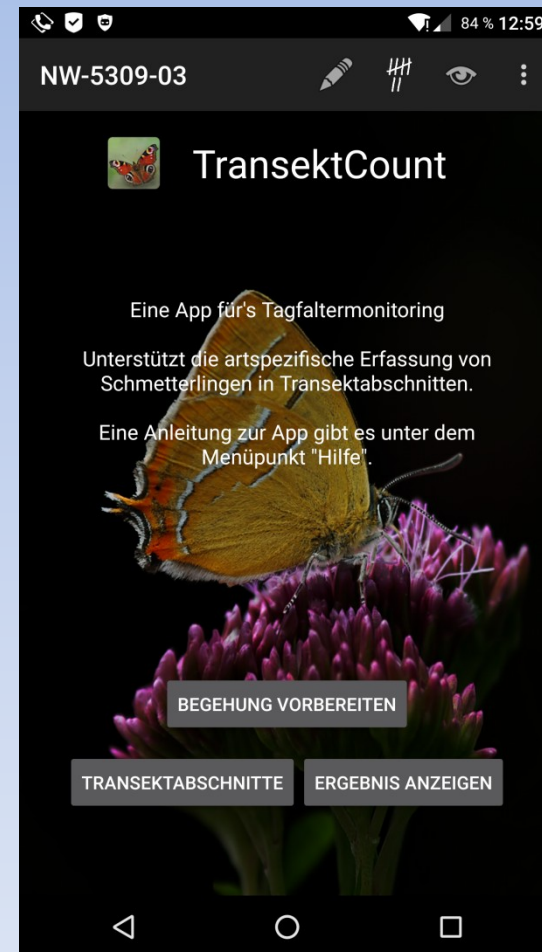 84 % 12:59
NW-5309-03
TransektCount
Eine App für's Tagfaltermonitoring
Unterstützt die artspezifische Erfassung von
Schmetterlingen in Transektabschnitten.
Eine Anleitung zur App gibt es unter dem
Menüpunkt "Hilfe".
BEGEHUNG VORBEREITEN
TRANSEKTABSCHNITTE ERGEBNIS ANZEIGEN